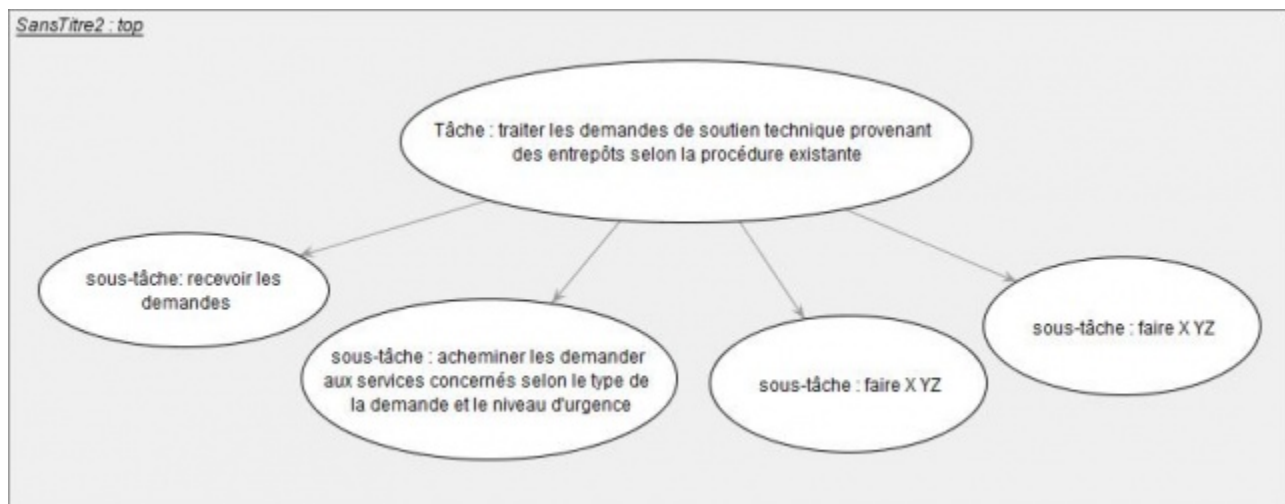 SansTitre2 : top
Tâche : traiter les demandes de soutien technique provenant
des entrepôts selon la procédure existante
sous-tâche: recevoir les
demandes
sous-tâche : acheminer les demander
aux services concernés selon le type de
la demande et le niveau d'urgence
sous-tâche : faire X YZ
sous-tâche : faire X YZ